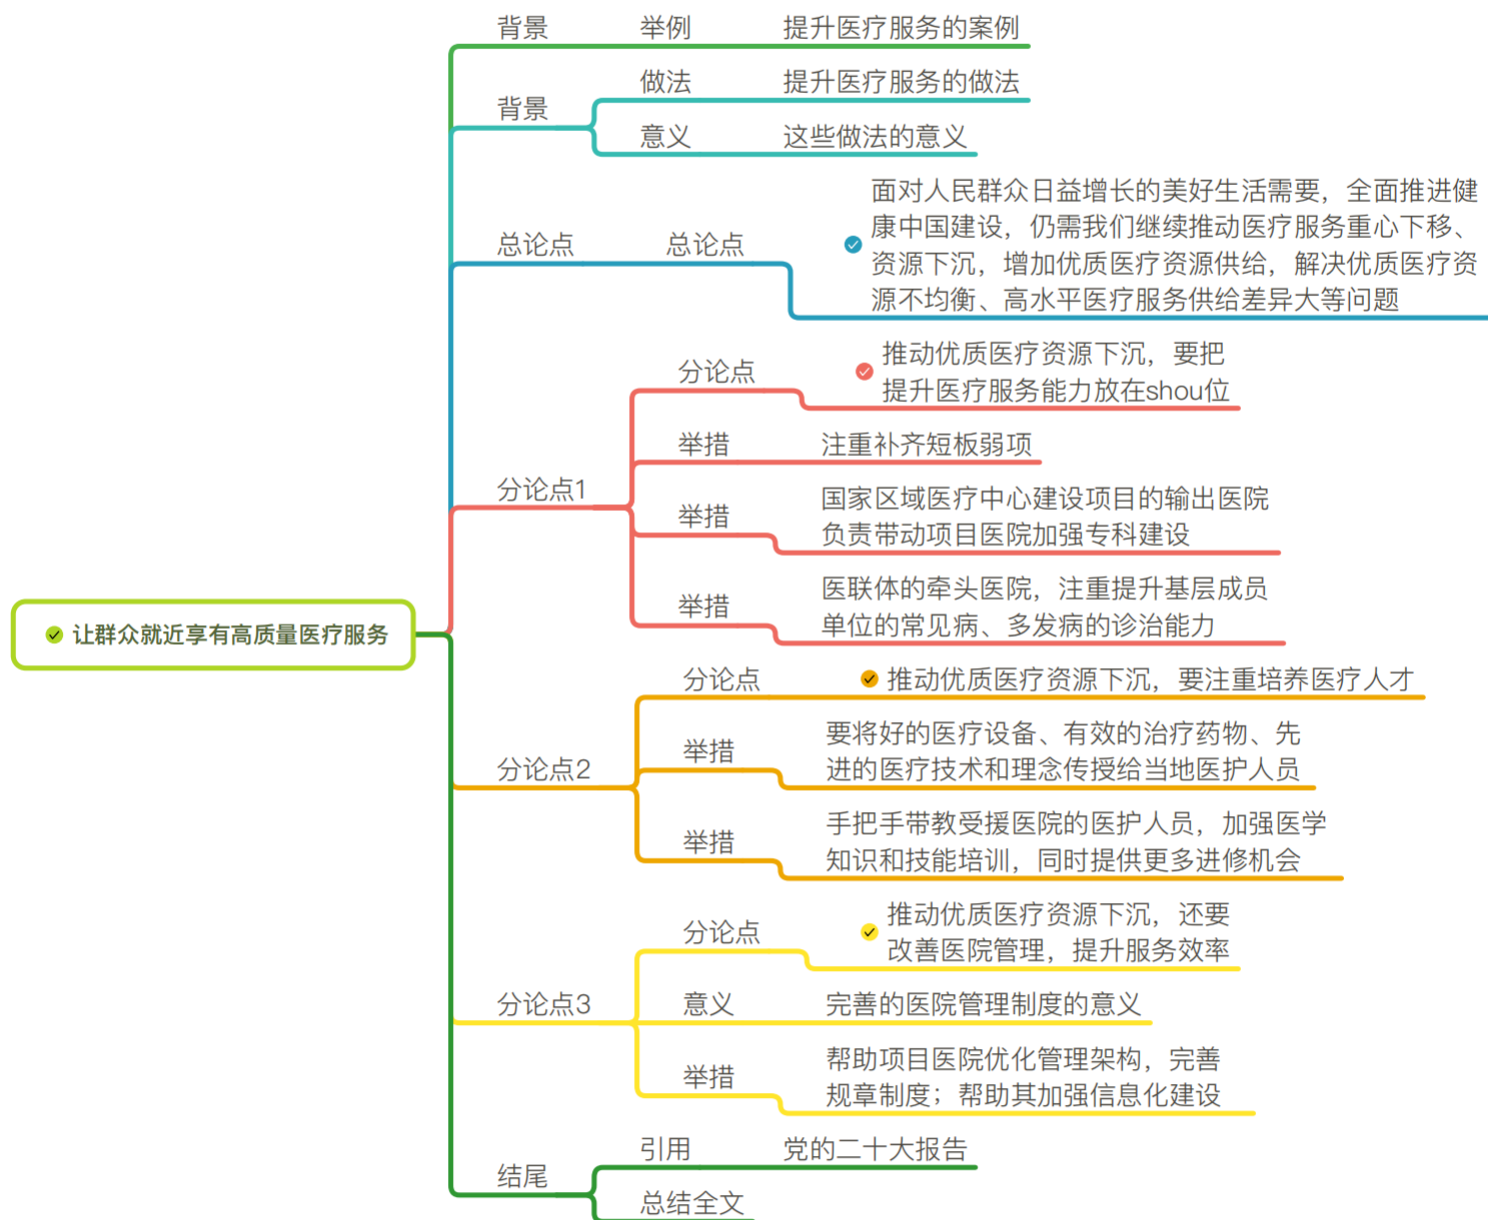 背景 举例 提升医疗服务的案例
背景
做法 提升医疗服务的做法
意义 这些做法的意义
总论点 总论点
面对人民群众日益增长的美好生活需要，全面推进健
康中国建设，仍需我们继续推动医疗服务重心下移、
资源下沉，增加优质医疗资源供给，解决优质医疗资
源不均衡、高水平医疗服务供给差异大等问题
分论点1
分论点
推动优质医疗资源下沉，要把
提升医疗服务能力放在shou位
举措 注重补齐短板弱项
举措
国家区域医疗中心建设项目的输出医院
负责带动项目医院加强专科建设
举措
医联体的牵头医院，注重提升基层成员
单位的常见病、多发病的诊治能力
让群众就近享有高质量医疗服务
分论点2
分论点 推动优质医疗资源下沉，要注重培养医疗人才
举措
要将好的医疗设备、有效的治疗药物、先
进的医疗技术和理念传授给当地医护人员
举措
手把手带教受援医院的医护人员，加强医学
知识和技能培训，同时提供更多进修机会
分论点3
分论点
推动优质医疗资源下沉，还要
改善医院管理，提升服务效率
意义 完善的医院管理制度的意义
举措
帮助项目医院优化管理架构，完善
规章制度；帮助其加强信息化建设
结尾
引用 党的二十大报告
总结全文